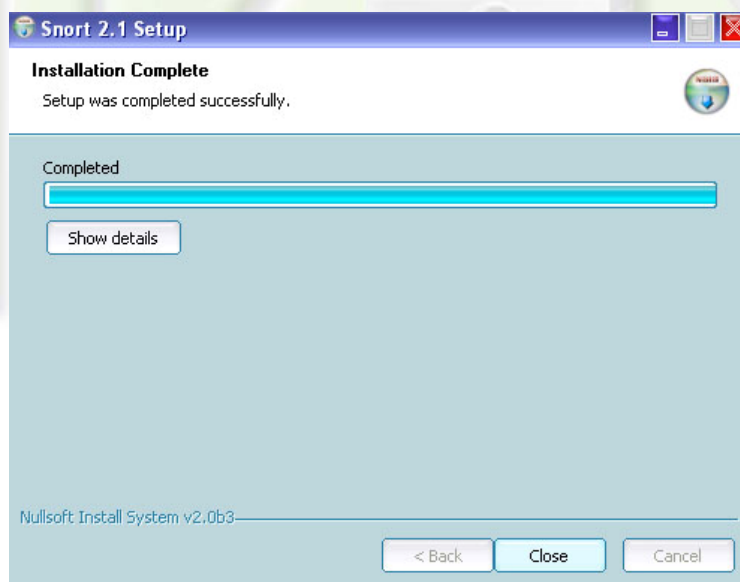 Snort 2.1 Setup
Installation Complete
Setup was completed successfully.
Completed
Show details
Nullsoft Install System v2.0b3
< Back
Close
Cancel